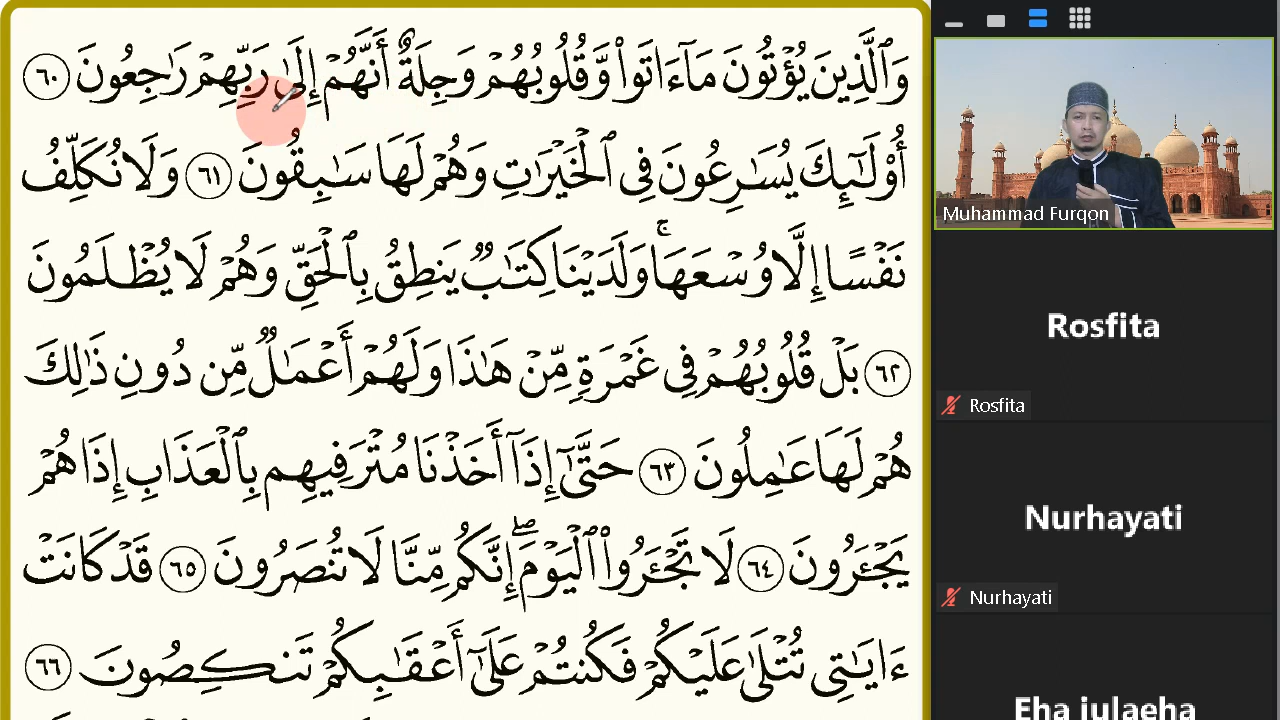 وَٱلَّذِينَ يُؤْتُونَ مَآ ءَاتَوا۟ وَّقُلُوبُهُمْ وَجِلَةٌ أَنَّهُمْ إِلَىٰ رَبِّهِمْ رَٰجِعُونَ ٦٠
أُو۟لَـٰٓئِكَ يُسَـٰرِعُونَ فِى ٱلْخَيْرَٰتِ وَهُمْ لَهَا سَـٰبِقُونَ ٦١ وَلَا نُكَلِّفُ
نَفْسًا إِلَّا وُسْعَهَا ۚ وَلَدَيْنَا كِتَـٰبٌ يَنطِقُ بِٱلْحَقِّ وَهُمْ لَا يُظْلَمُونَ
٦٢ بَلْ قُلُوبُهُمْ فِى غَمْرَةٍ مِّنْ هَـٰذَا وَلَهُمْ أَعْمَـٰلٌ مِّن دُونِ ذَٰلِكَ
هُمْ لَهَا عَـٰمِلُونَ ٦٣ حَتَّىٰٓ إِذَآ أَخَذْنَا مُتْرَفِيهِم بِٱلْعَذَابِ إِذَا هُمْ
يَجْـَٔرُونَ ٦٤ لَا تَجْـَٔرُوا۟ ٱلْيَوْمَ ۖ إِنَّكُم مِّنَّا لَا تُنصَرُونَ ٦٥ قَدْ كَانَتْ
ءَايَـٰتِى تُتْلَىٰ عَلَيْكُمْ فَكُنتُمْ عَلَىٰٓ أَعْقَـٰبِكُمْ تَنكِصُونَ ٦٦
Muhammad Furqon
Rosfita
Rosfita
Nurhayati
Nurhayati
Eha julaeha